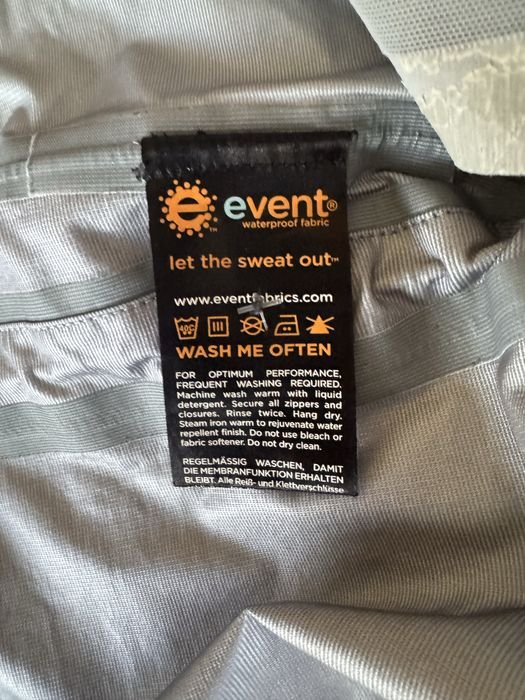 e event®
™ waterproof fabric
let the sweat out™
www.eventfabrics.com
40C
WASH ME OFTEN
FOR OPTIMUM PERFORMANCE,
FREQUENT WASHING REQUIRED.
Machine wash warm with liquid
detergent. Secure all zippers and
closures. Rinse twice. Hang dry.
Steam iron warm to rejuvenate water
repellent finish. Do not use bleach or
fabric softener. Do not dry clean.
REGELMÄSSIG WASCHEN, DAMIT
DIE MEMBRANFUNKTION ERHALTEN
BLEIBT. Alle Reiß- und Klettverschlüsse